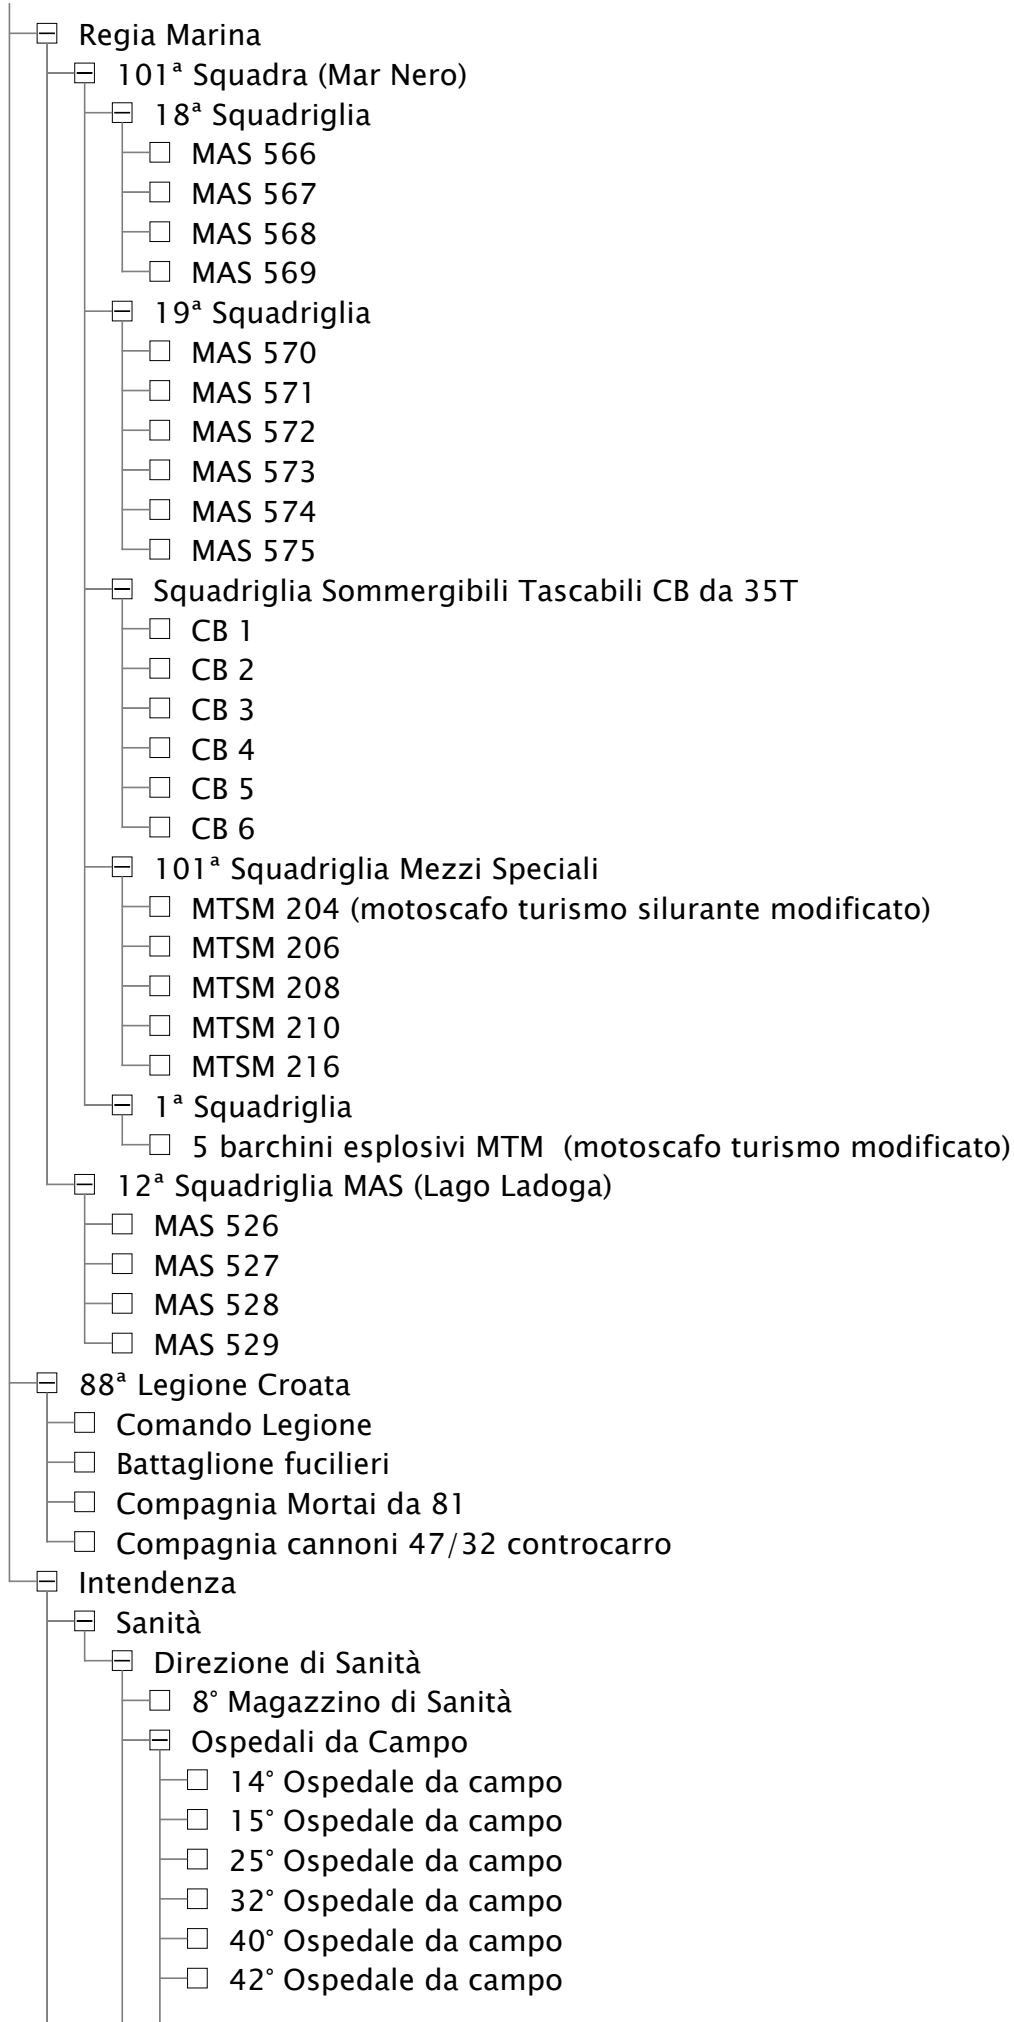 Regia Marina
101ª Squadra (Mar Nero)
18ª Squadriglia
MAS 566
MAS 567
MAS 568
MAS 569
19ª Squadriglia
MAS 570
MAS 571
MAS 572
MAS 573
MAS 574
MAS 575
Squadriglia Sommergibili Tascabili CB da 35T
CB 1
CB 2
CB 3
CB 4
CB 5
CB 6
101ª Squadriglia Mezzi Speciali
MTSM 204 (motoscafo turismo silurante modificato)
MTSM 206
MTSM 208
MTSM 210
MTSM 216
1ª Squadriglia
5 barchini esplosivi MTM  (motoscafo turismo modificato)
12ª Squadriglia MAS (Lago Ladoga)
MAS 526
MAS 527
MAS 528
MAS 529
88ª Legione Croata
Comando Legione
Battaglione fucilieri
Compagnia Mortai da 81
Compagnia cannoni 47/32 controcarro
Intendenza
Sanità
Direzione di Sanità
8° Magazzino di Sanità
Ospedali da Campo
14° Ospedale da campo
15° Ospedale da campo
25° Ospedale da campo
32° Ospedale da campo
40° Ospedale da campo
42° Ospedale da campo